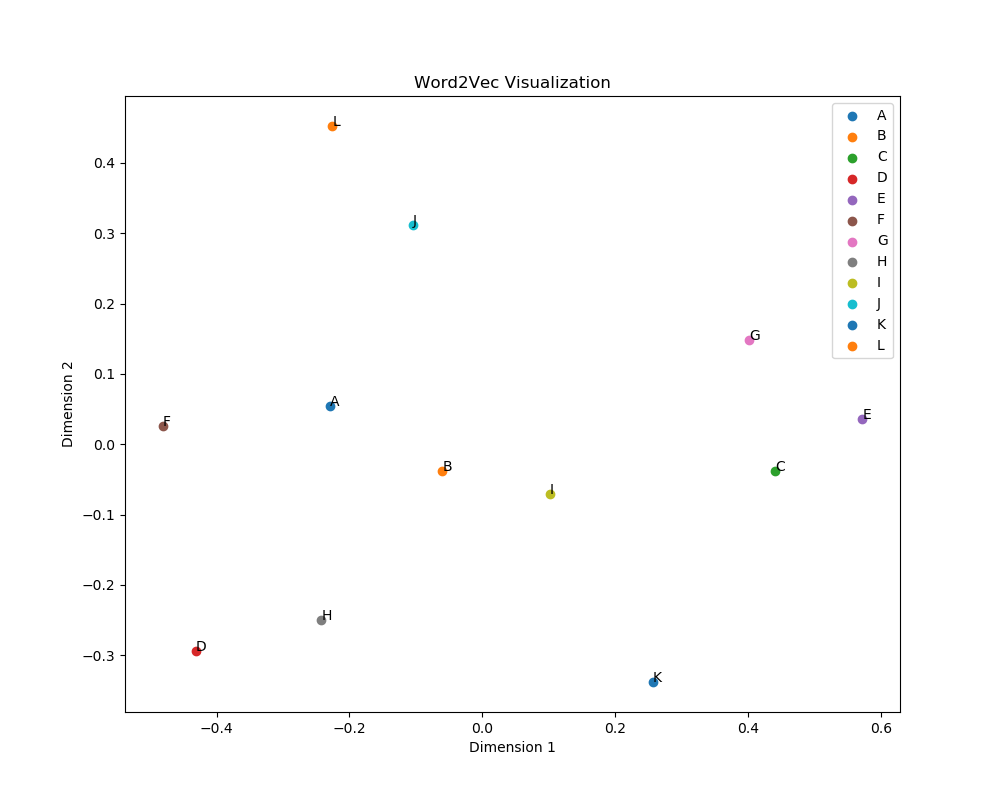 Word2Vec Visualization
Dimension 2
0.4
0.3
0.2
0.1
0.0
−0.1
−0.2
−0.3
L
J
G
A
F
E
B
C
I
H
D
K
A
B
C
D
E
F
G
H
I
J
K
L
−0.4 −0.2 0.0 0.2 0.4 0.6
Dimension 1